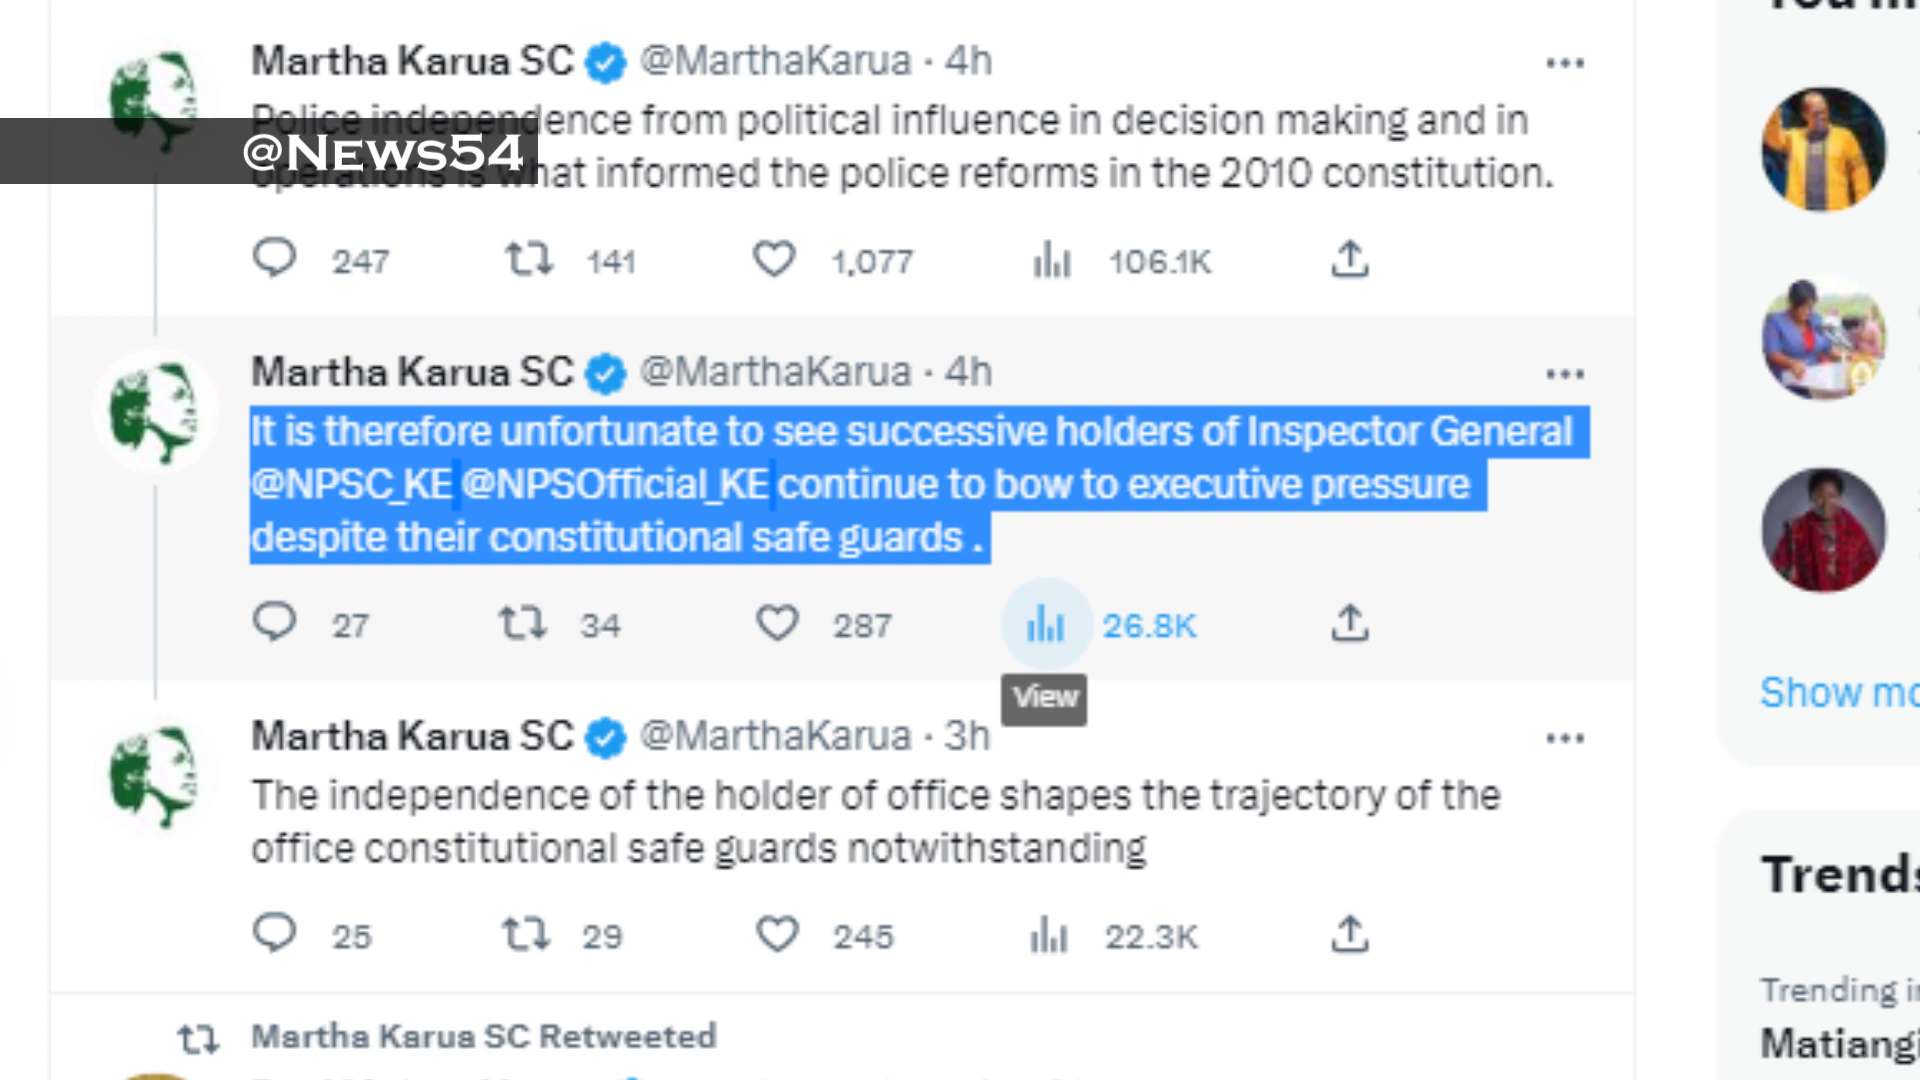 Martha Karua SC @MarthaKarua · 4h
Police independence from political influence in decision making and in
@NEWS54
operations is what informed the police reforms in the 2010 constitution.
247 141 1,077 106.1K
Martha Karua SC @MarthaKarua · 4h
It is therefore unfortunate to see successive holders of Inspector General
@NPSC_KE @NPSOfficial_KE continue to bow to executive pressure
despite their constitutional safe guards .
27 34 287 26.8K
View
Martha Karua SC @MarthaKarua · 3h
The independence of the holder of office shapes the trajectory of the
office constitutional safe guards notwithstanding
25 29 245 22.3K
Martha Karua SC Retweeted
Show mo
Trends
Trending in
Matiangi